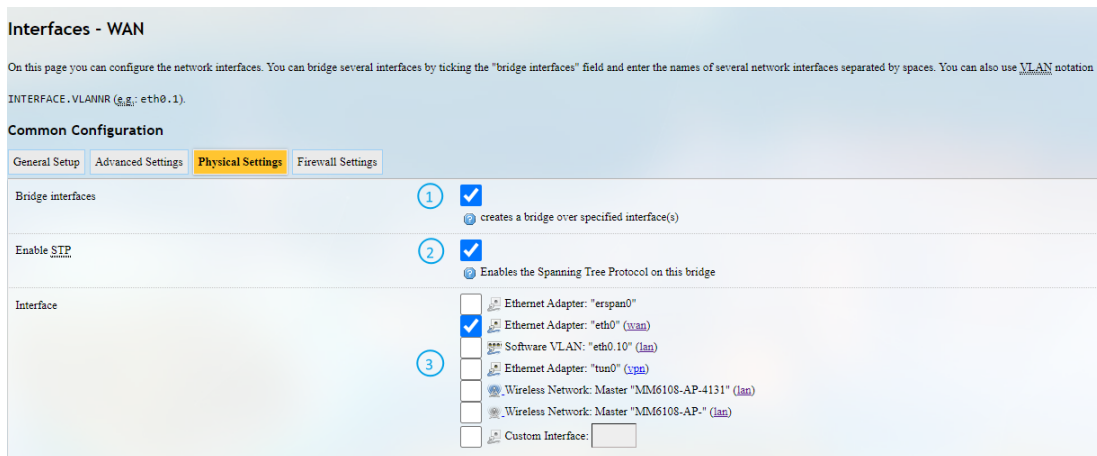 Interfaces - WAN
On this page you can configure the network interfaces. You can bridge several interfaces by ticking the "bridge interfaces" field and enter the names of several network interfaces separated by spaces. You can also use VLAN notation
INTERFACE.VLANNR (e.g.: eth0.1).
Common Configuration
General Setup Advanced Settings Physical Settings Firewall Settings
Bridge interfaces 1
creates a bridge over specified interface(s)
Enable STP 2
Enables the Spanning Tree Protocol on this bridge
Interface
Ethernet Adapter: "erspan0"
Ethernet Adapter: "eth0" (wan)
Software VLAN: "eth0.10" (lan)
3 Ethernet Adapter: "tun0" (vpn)
Wireless Network: Master "MM6108-AP-4131" (lan)
Wireless Network: Master "MM6108-AP-" (lan)
Custom Interface: